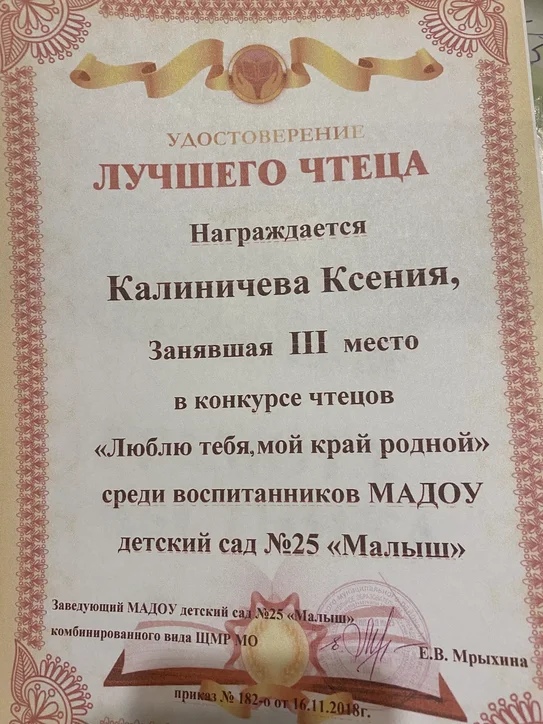 УДОСТОВЕРЕНИЕ
ЛУЧШЕГО ЧТЕЦА
Награждается
Калиничева Ксения,
Занявшая III место
в конкурсе чтецов
«Люблю тебя,мой край родной»
среди воспитанников МАДОУ
детский сад №25 «Малыш»
Заведующий МАДОУ детский сад №25 «Малыш»
комбинированного вида ЩМР МО
Е.В. Мрыхина
приказ № 182-о от 16.11.2018г.